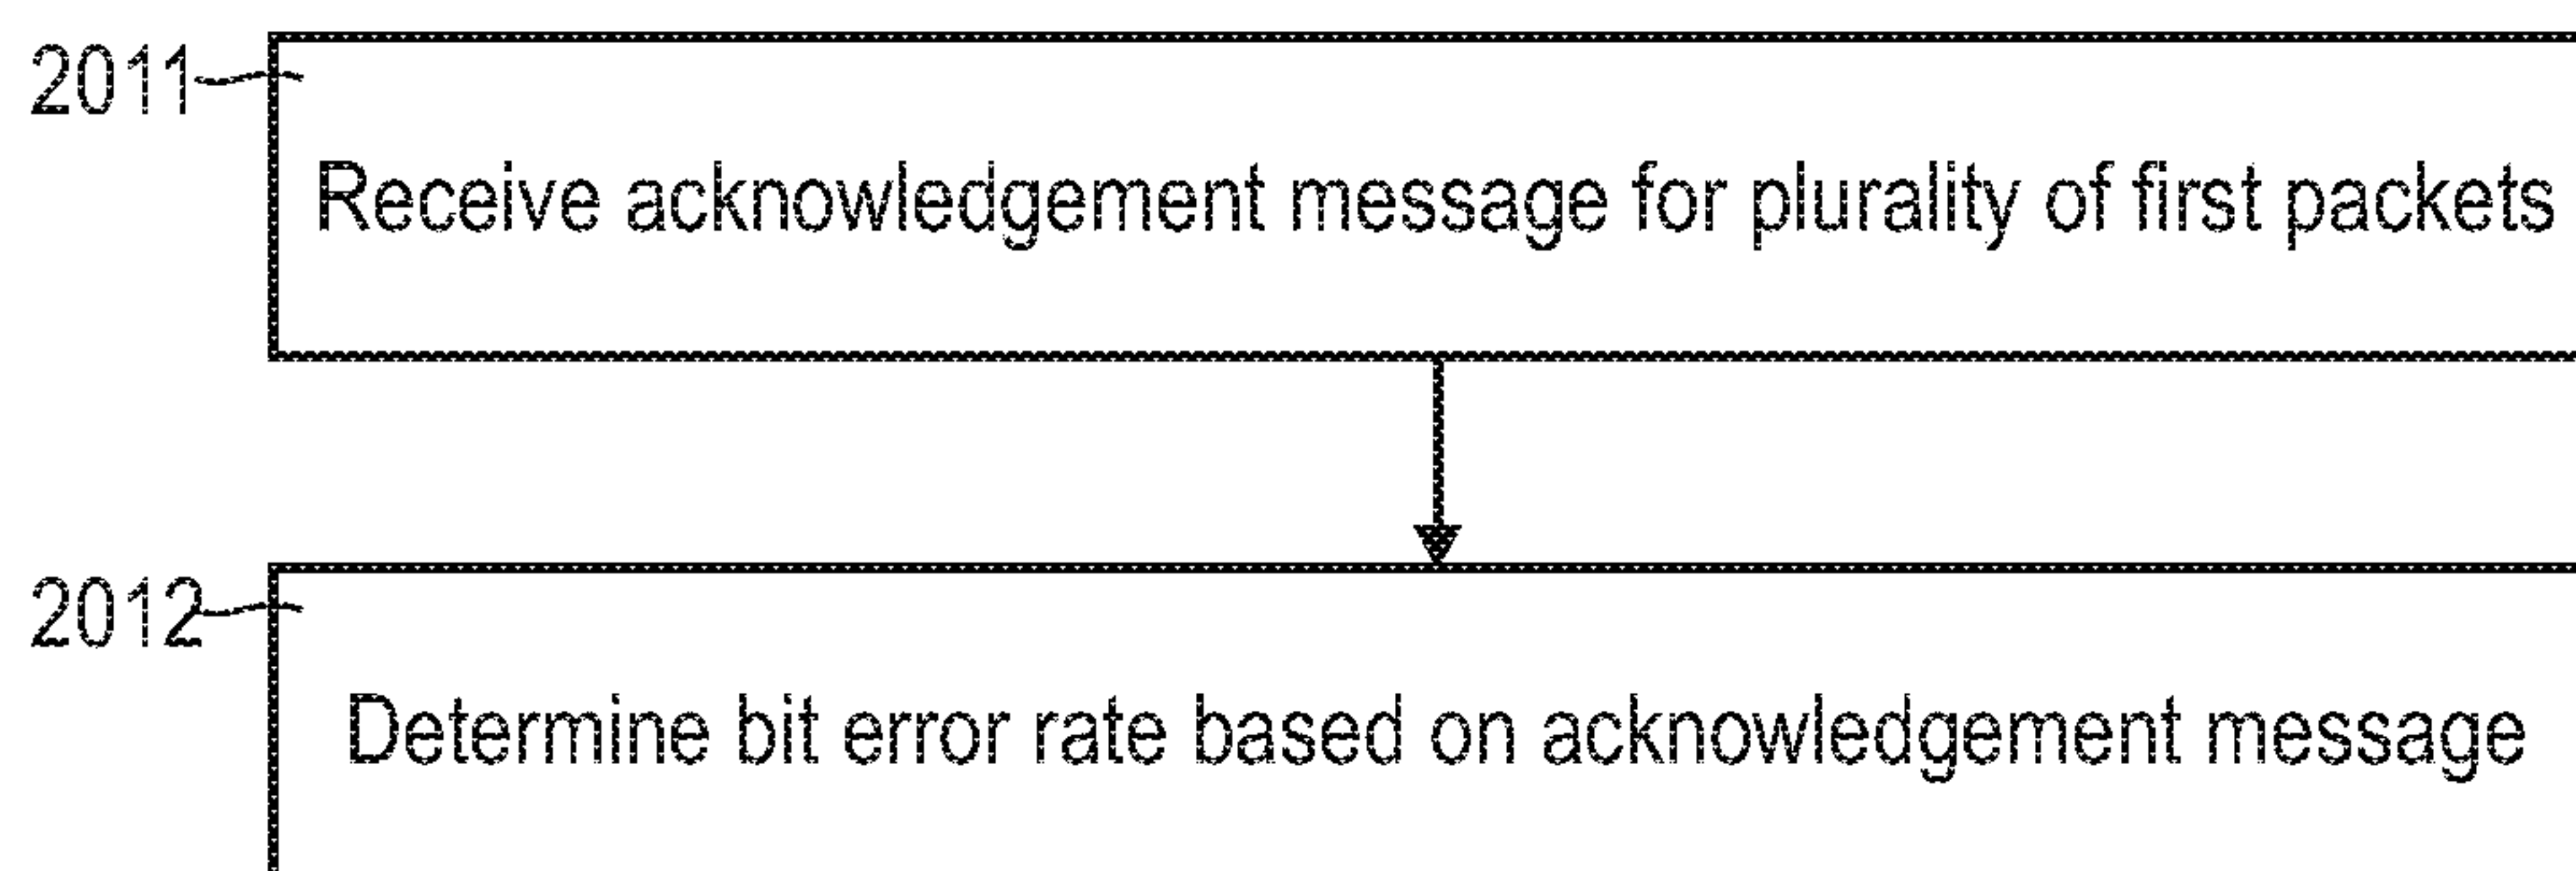 2011
Receive acknowledgement message for plurality of first packets
2012
Determine bit error rate based on acknowledgement message